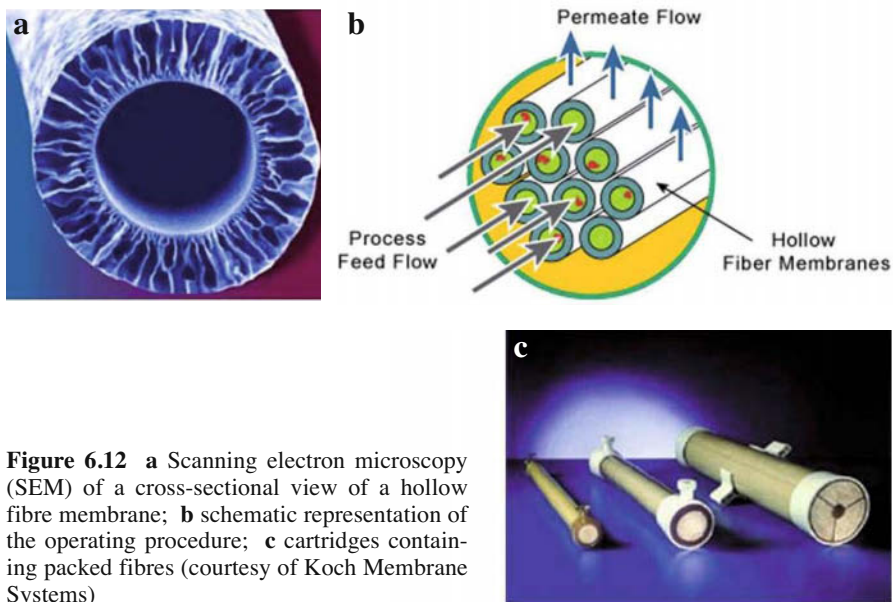 a
b
Permeate Flow
Process
Feed Flow
Hollow
Fiber Membranes
c
Figure 6.12 a Scanning electron microscopy
(SEM) of a cross-sectional view of a hollow
fibre membrane; b schematic representation of
the operating procedure; c cartridges contain-
ing packed fibres (courtesy of Koch Membrane
Systems)